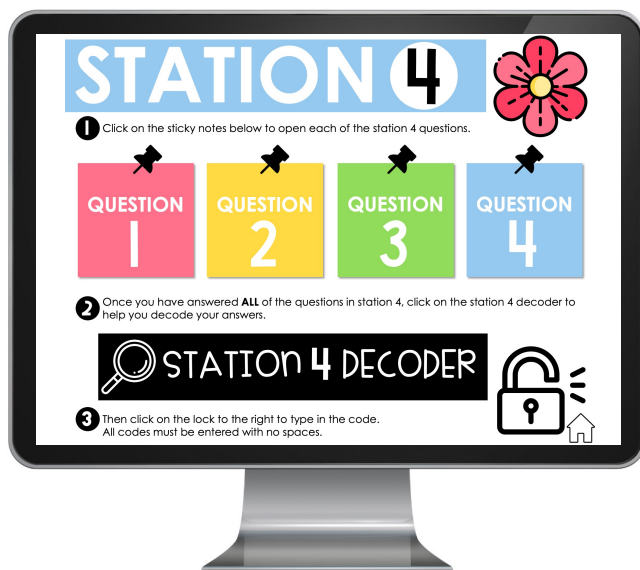 STATION 4
1 Click on the sticky notes below to open each of the station 4 questions.
QUESTION
1
QUESTION
2
QUESTION
3
QUESTION
4
2 Once you have answered ALL of the questions in station 4, click on the station 4 decoder to
help you decode your answers.
STATION 4 DECODER
3 Then click on the lock to the right to type in the code.
All codes must be entered with no spaces.